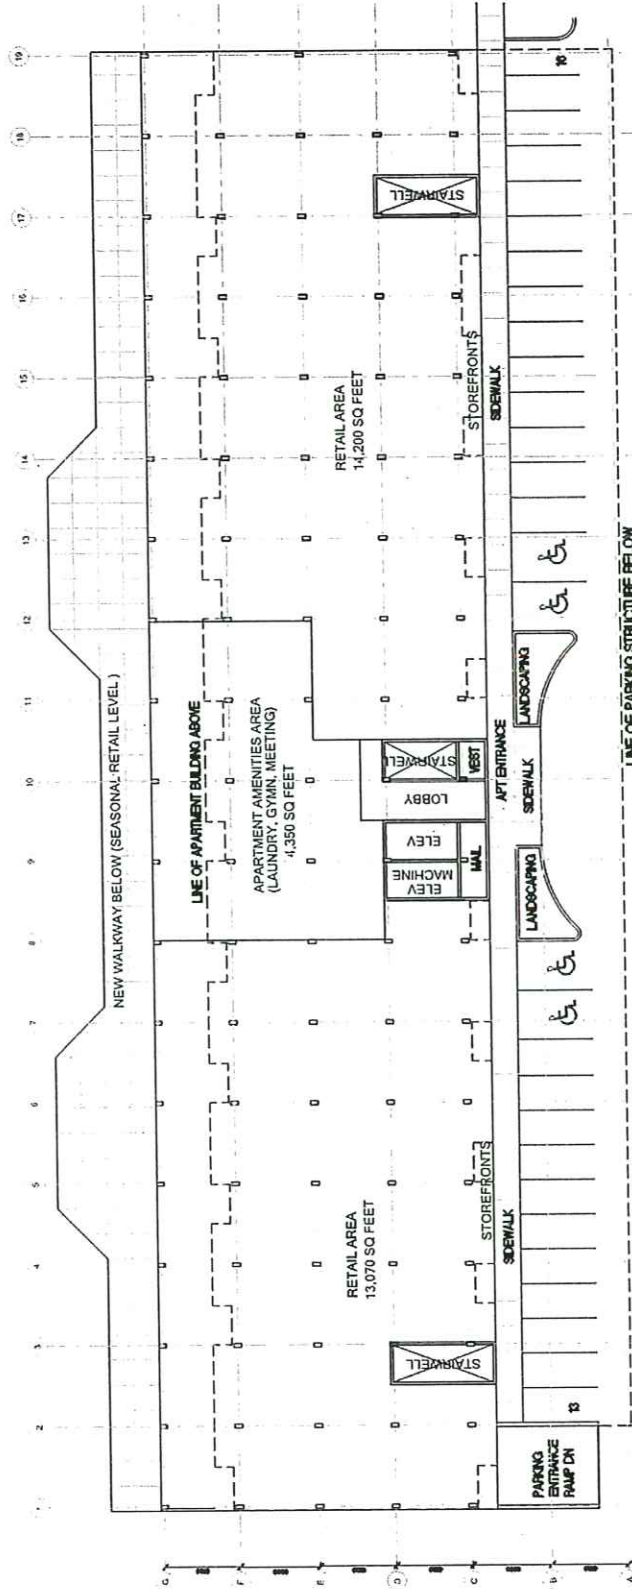 19
18
17
16
15
14
13
12
11
10
9
8
7
6
5
4
3
2
1
G
F
E
D
C
B
A
NEW WALKWAY BELOW (SEASONAL RETAIL LEVEL)
LINE OF APARTMENT BUILDING ABOVE
APARTMENT AMENITIES AREA
(LAUNDRY, GYMN, MEETING)
4,350 SQ FEET
RETAIL AREA
14,200 SQ FEET
RETAIL AREA
13,070 SQ FEET
STAIRWELL
STAIRWELL
STAIRWELL
VEST
LOBBY
ELEV
ELEV
MACHINE
MAIL
STOREFRONTS
SIDEWALK
STOREFRONTS
SIDEWALK
APT ENTRANCE
SIDEWALK
LANDSCAPING
LANDSCAPING
PARKING
ENTRANCE
RAMP DN
13
16
LINE OF PARKING STRUCTURE BELOW